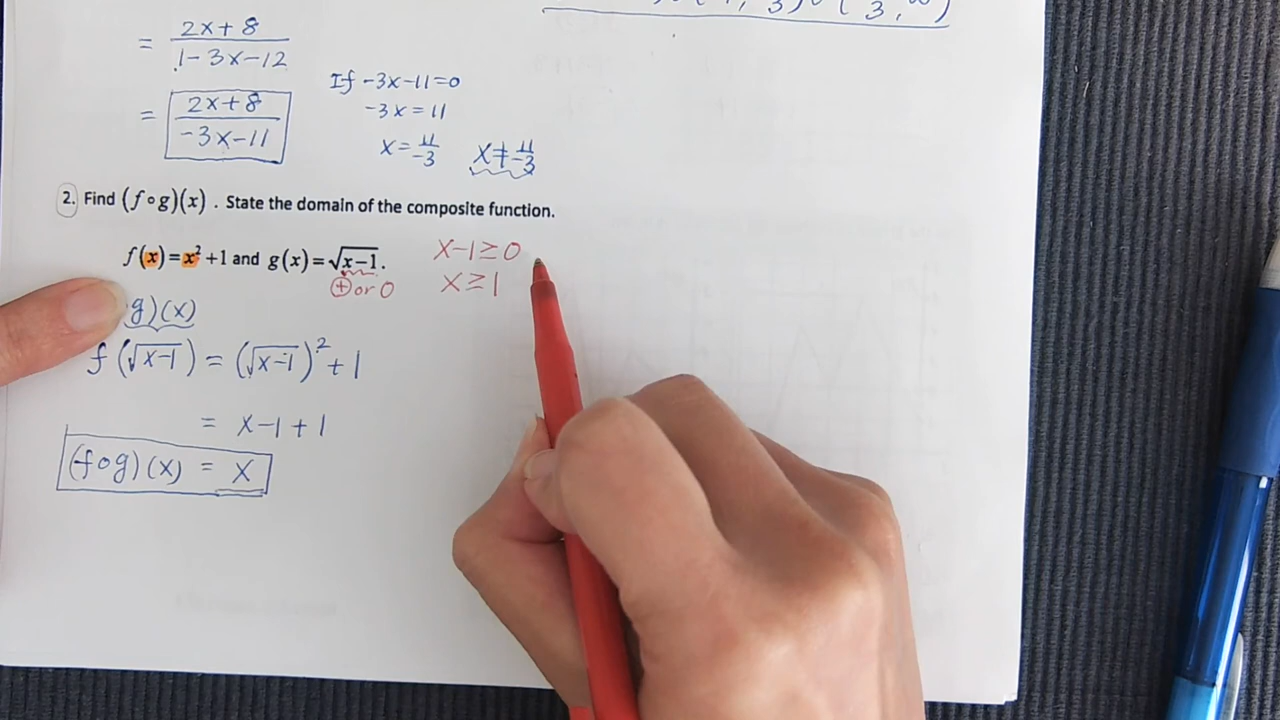 3) ∪ ( 3, ∞ )
= 2x+8 / 1-3x-12
= 2x+8 / -3x-11
If -3x-11=0
-3x = 11
x = 11/-3
x ≠ 11/-3
2. Find (f∘g)(x) . State the domain of the composite function.
f(x)=x² +1 and g(x)=√x−1.
⊕ or 0
x-1≥0
x≥1
g)(x)
f(√x-1) = (√x-1)² + 1
= x-1+1
(f∘g)(x) = x